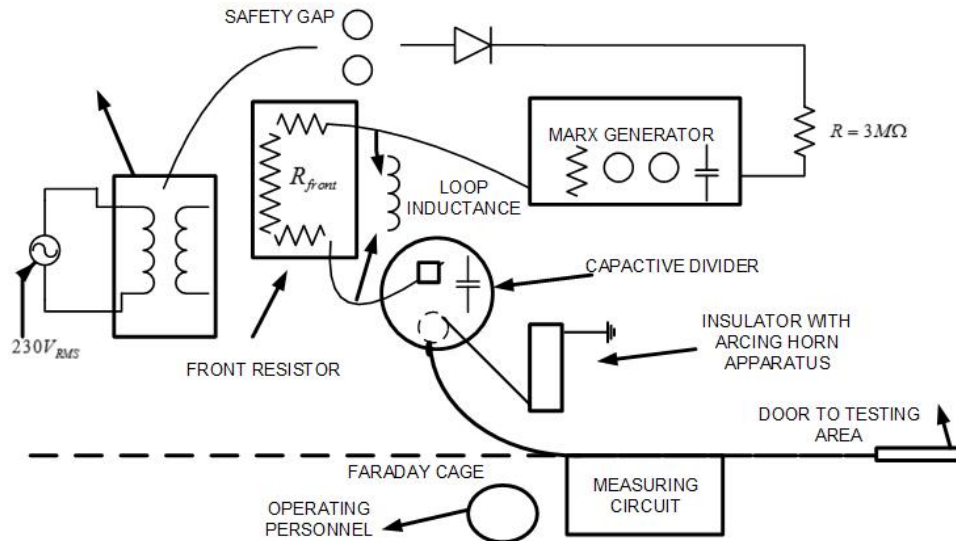 SAFETY GAP
MARX GENERATOR
R = 3MΩ
R_front
LOOP
INDUCTANCE
CAPACTIVE DIVIDER
230V_RMS
FRONT RESISTOR
INSULATOR WITH
ARCING HORN
APPARATUS
DOOR TO TESTING
AREA
FARADAY CAGE
MEASURING
CIRCUIT
OPERATING
PERSONNEL